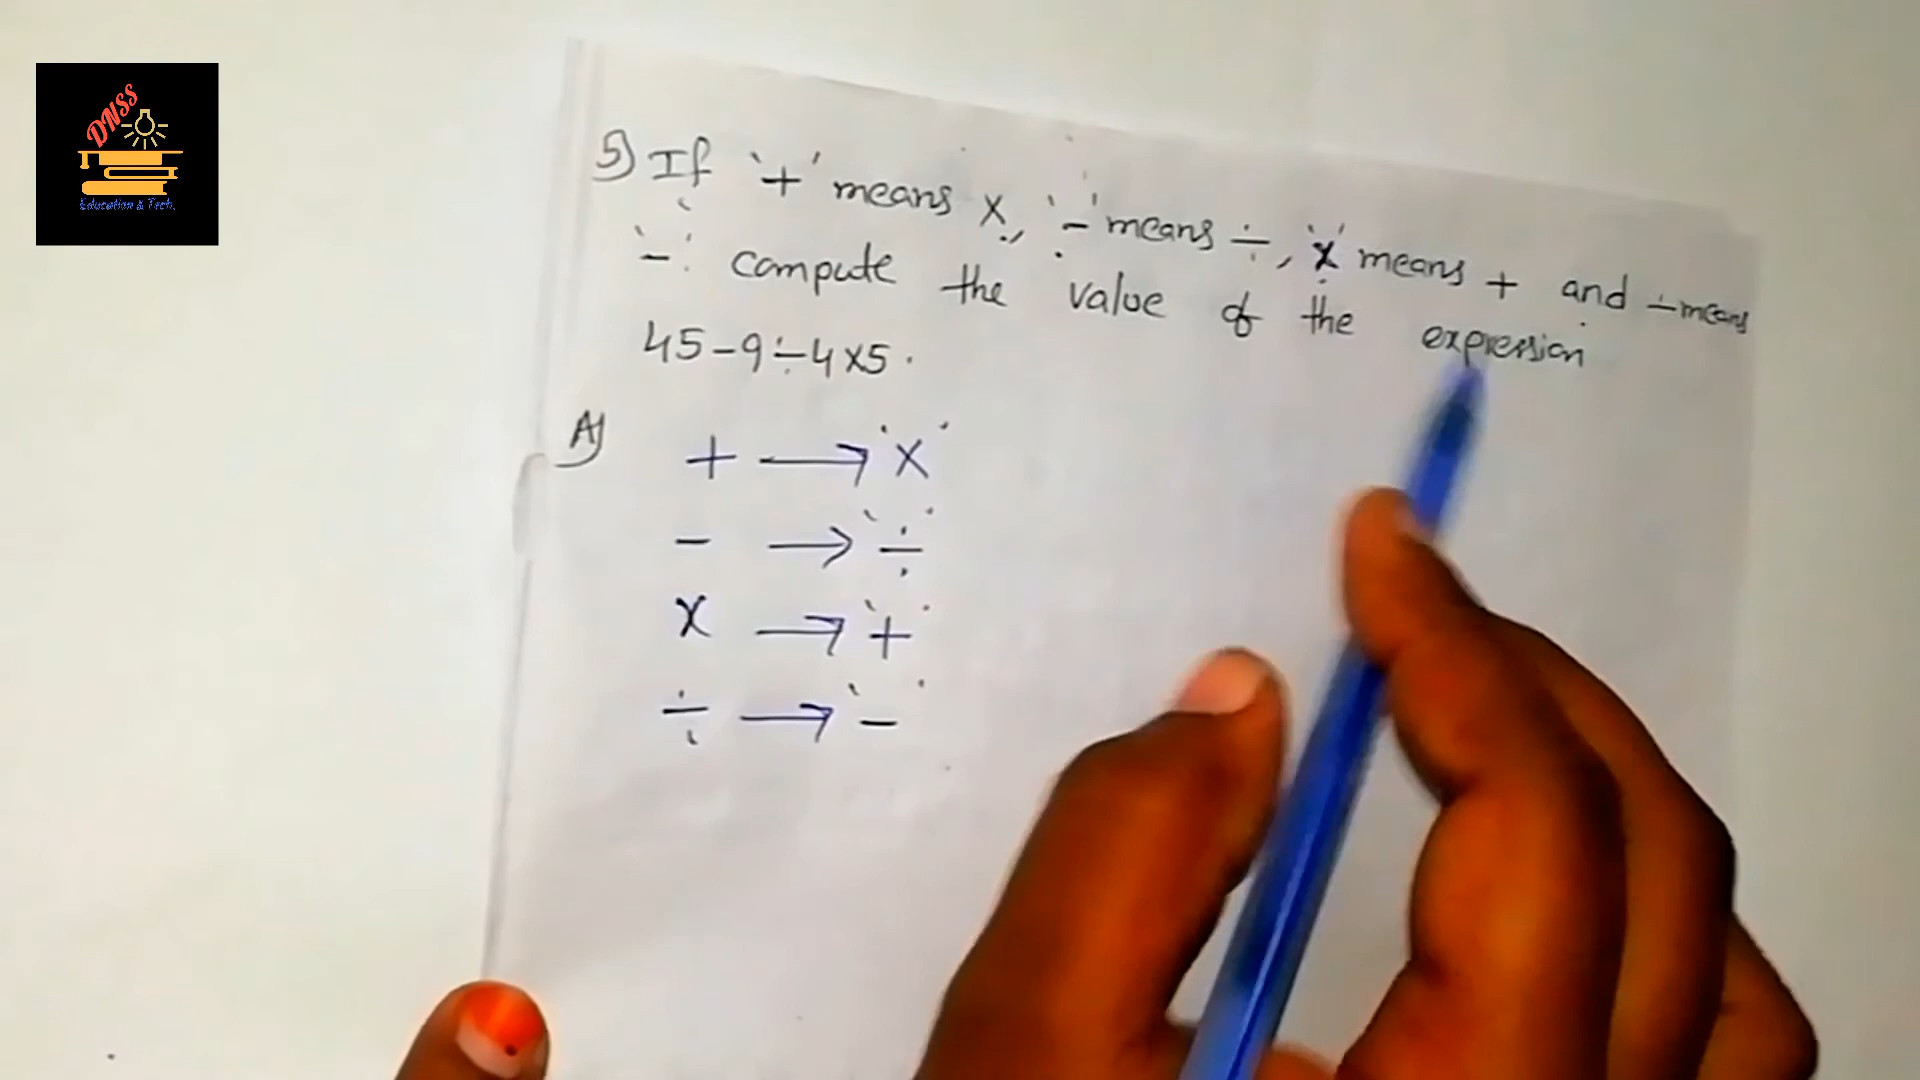 DNSS
Education & Tech.
5) If '+' means x, '-' means ÷, 'x' means + and ÷ means
'-' compute the value of the expression
45-9÷4x5.
A)
+ → 'x'
- → '÷'
x → '+'
÷ → '-'